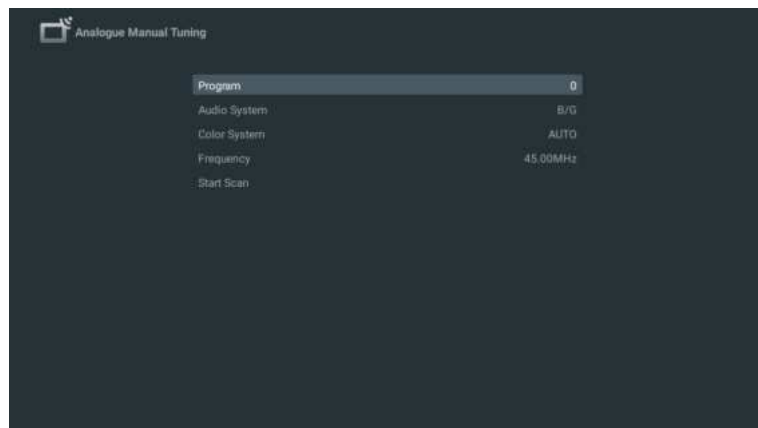 Analogue Manual Tuning
Program 0
Audio System B/G
Color System AUTO
Frequency 45.00MHz
Start Scan